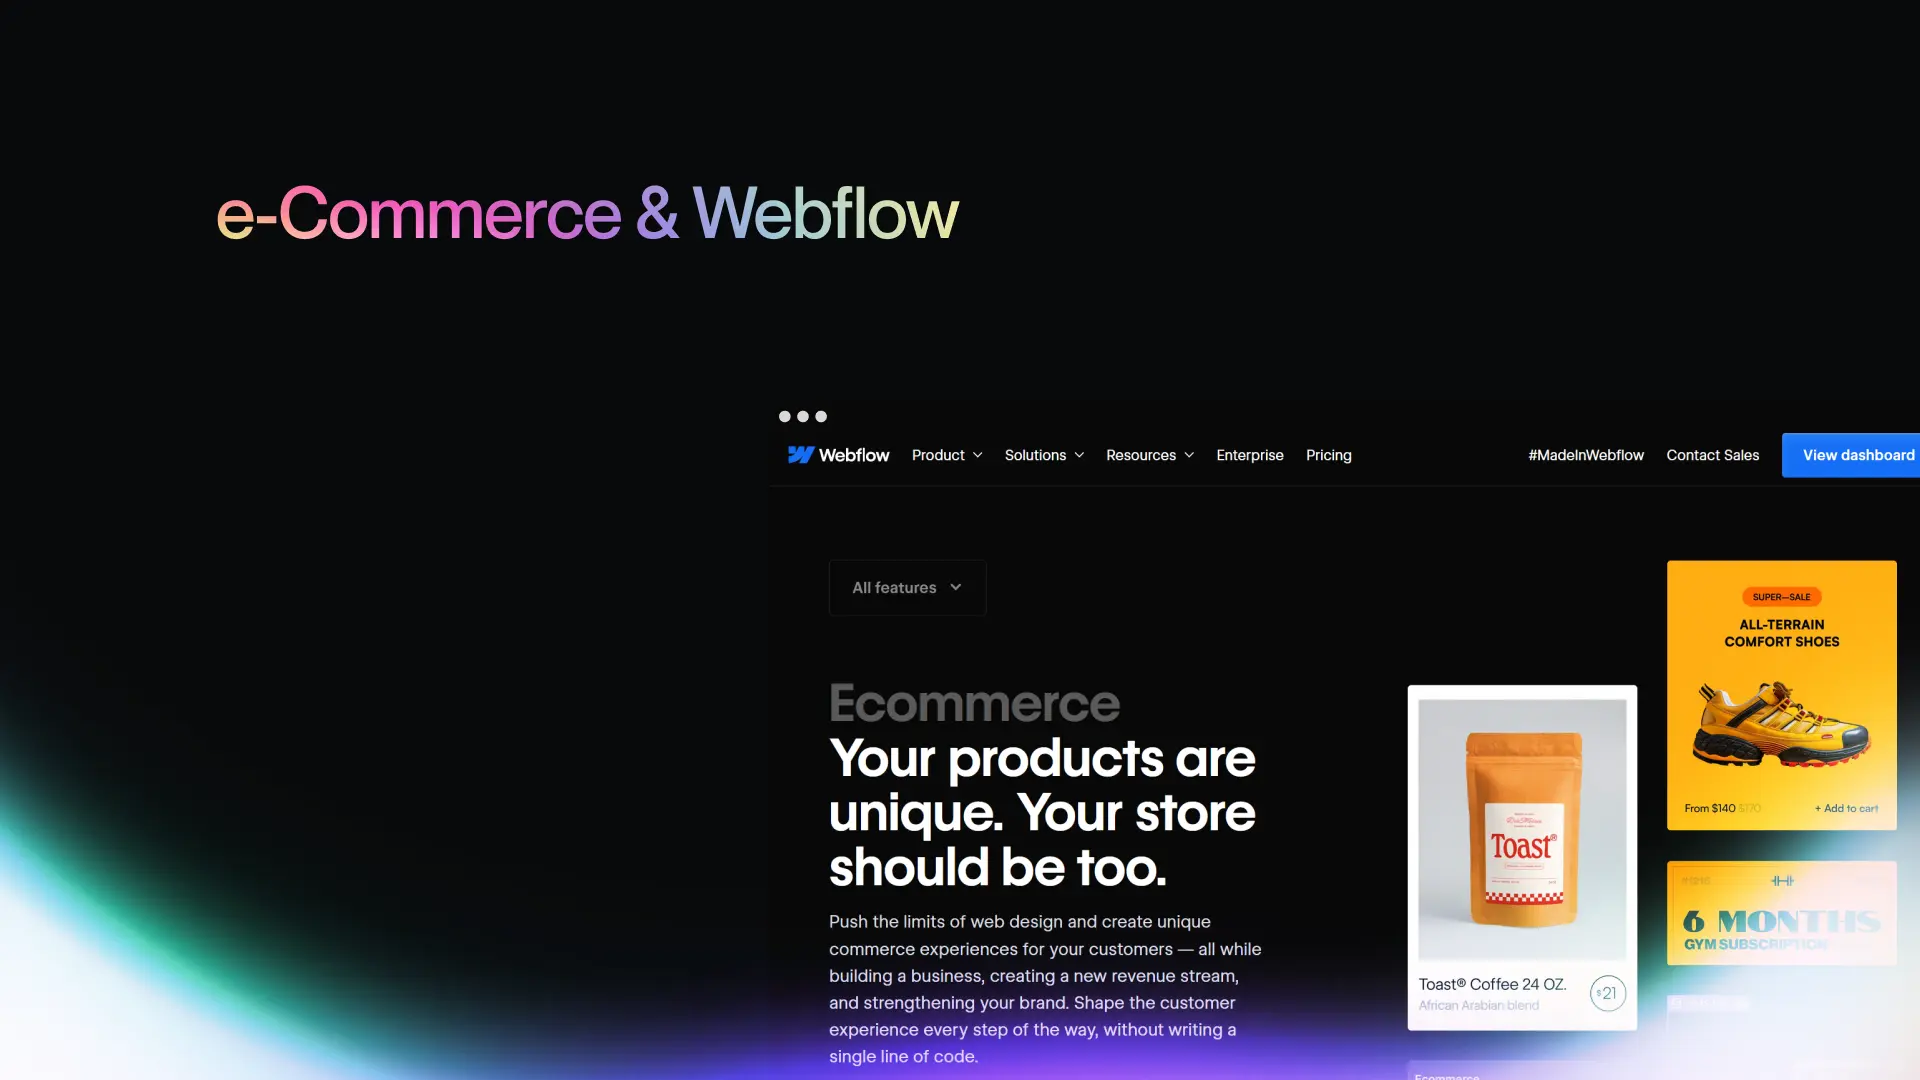 e-Commerce & Webflow
Webflow Product Solutions Resources Enterprise Pricing #MadeInWebflow Contact Sales View dashboard
All features
Ecommerce
Your products are
unique. Your store
should be too.
Push the limits of web design and create unique
commerce experiences for your customers — all while
building a business, creating a new revenue stream,
and strengthening your brand. Shape the customer
experience every step of the way, without writing a
single line of code.
Toast®
Toast® Coffee 24 OZ.
African Arabian blend
$21
SUPER—SALE
ALL-TERRAIN
COMFORT SHOES
From $140 $170 + Add to cart
6 MONTHS
GYM SUBSCRIPTION
Ecommerce